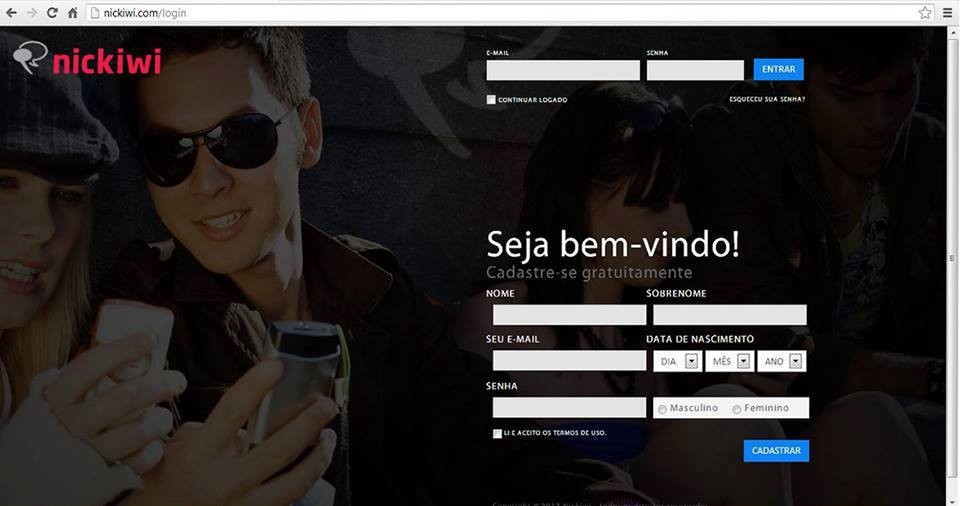 nickiwi.com/login
nickiwi
E-MAIL SENHA
ENTRAR
CONTINUAR LOGADO ESQUECEU SUA SENHA?
Seja bem-vindo!
Cadastre-se gratuitamente
NOME SOBRENOME
SEU E-MAIL DATA DE NASCIMENTO
DIA MÊS ANO
SENHA
Masculino Feminino
LI E ACEITO OS TERMOS DE USO.
CADASTRAR